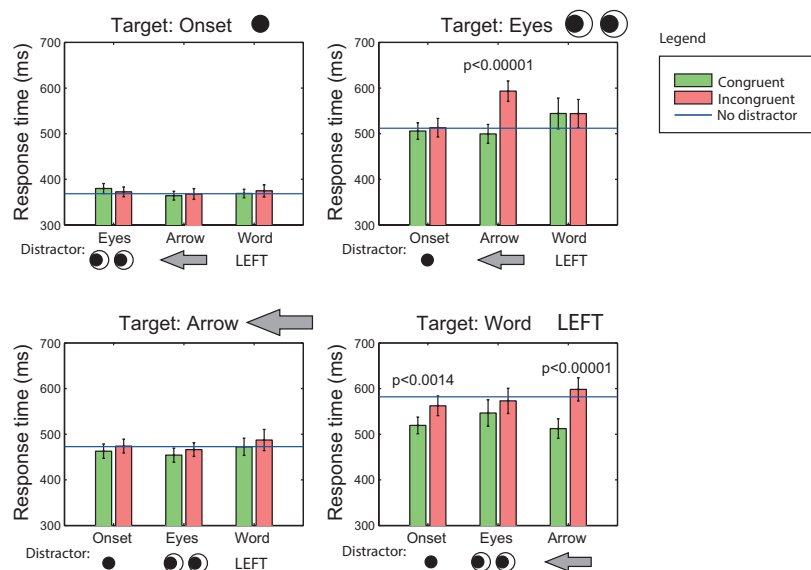 Target: Onset
Response time (ms)
700
600
500
400
300
Eyes Arrow Word
Distractor:
LEFT
Target: Eyes
Response time (ms)
700
600
500
400
300
p<0.00001
Onset Arrow Word
Distractor:
LEFT
Legend
Congruent
Incongruent
No distractor
Target: Arrow
Response time (ms)
700
600
500
400
300
Onset Eyes Word
Distractor:
LEFT
Target: Word LEFT
Response time (ms)
700
600
500
400
300
p<0.0014
p<0.00001
Onset Eyes Arrow
Distractor: